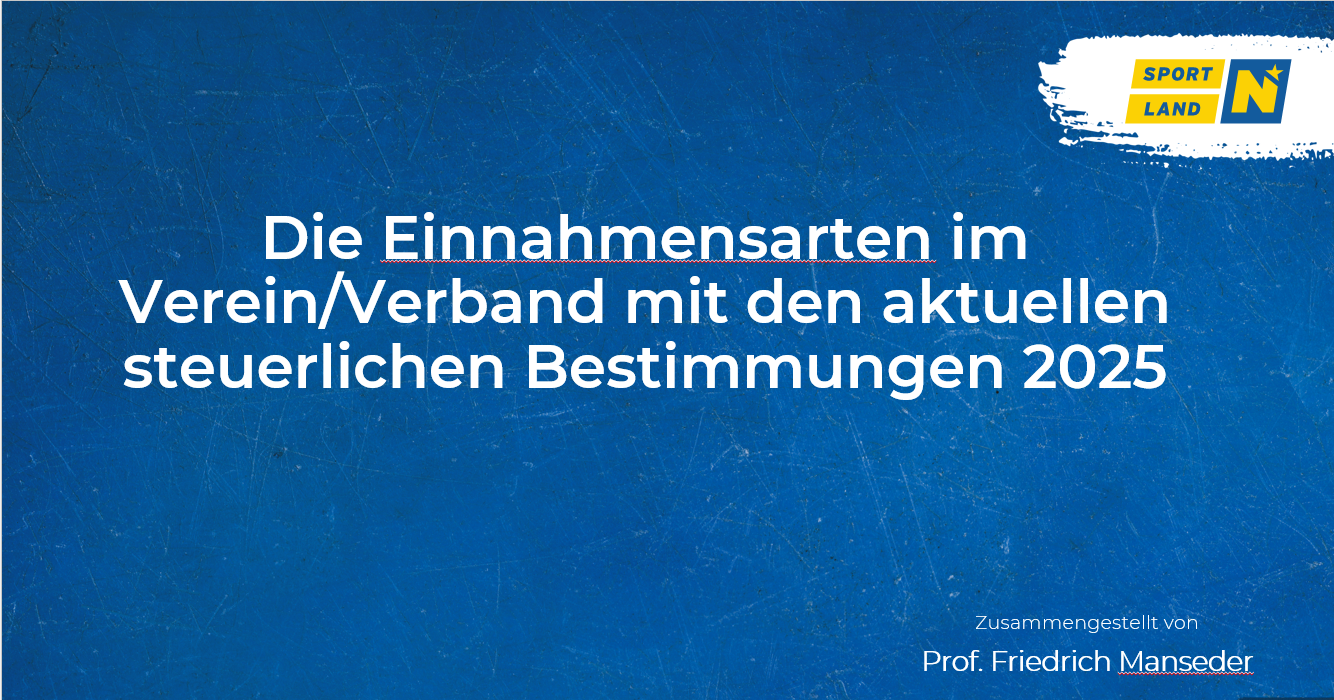 SPORT
LAND
N
Die Einnahmensarten im
Verein/Verband mit den aktuellen
steuerlichen Bestimmungen 2025
Zusammengestellt von
Prof. Friedrich Manseder